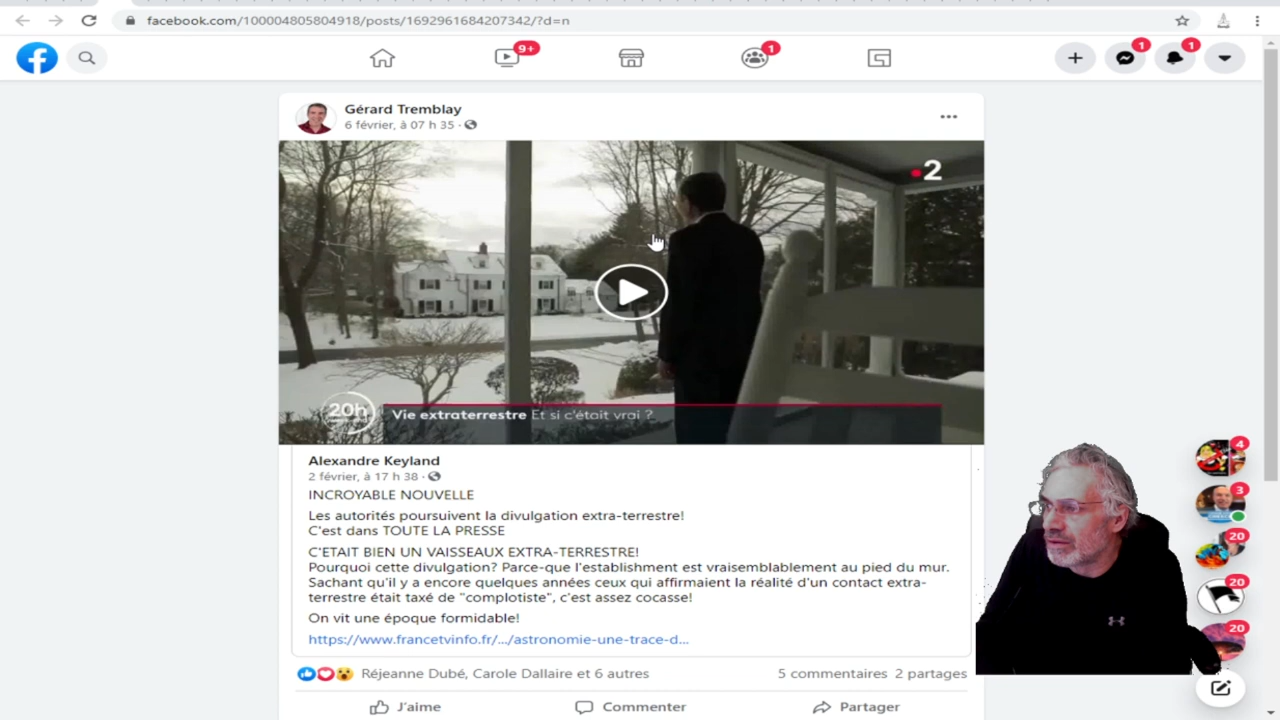 facebook.com/100004805804918/posts/1692961684207342/?d=n
9+
1
1
1
Gérard Tremblay
6 février, à 07 h 35
2
20h
Vie extraterrestre Et si c'était vrai ?
Alexandre Keyland
2 février, à 17 h 38
INCROYABLE NOUVELLE
Les autorités poursuivent la divulgation extra-terrestre!
C'est dans TOUTE LA PRESSE
C'ETAIT BIEN UN VAISSEAUX EXTRA-TERRESTRE!
Pourquoi cette divulgation? Parce-que l'establishment est vraisemblablement au pied du mur.
Sachant qu'il y a encore quelques années ceux qui affirmaient la réalité d'un contact extra-
terrestre était taxé de "complotiste", c'est assez cocasse!
On vit une époque formidable!
https://www.francetvinfo.fr/.../astronomie-une-trace-d...
Réjeanne Dubé, Carole Dallaire et 6 autres
5 commentaires 2 partages
J'aime
Commenter
Partager
4
3
20
20
20